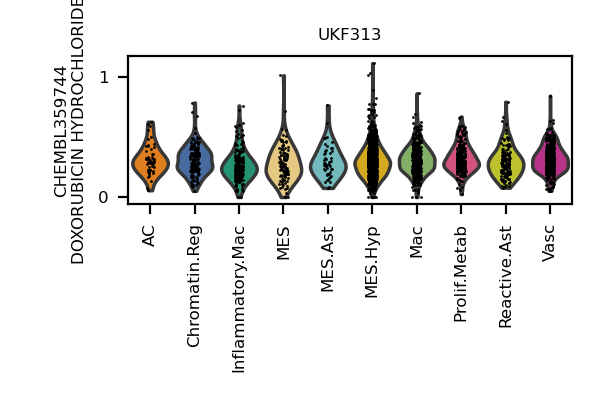 UKF313
CHEMBL359744
DOXORUBICIN HYDROCHLORIDE
1
0
AC
Chromatin.Reg
Inflammatory.Mac
MES
MES.Ast
MES.Hyp
Mac
Prolif.Metab
Reactive.Ast
Vasc